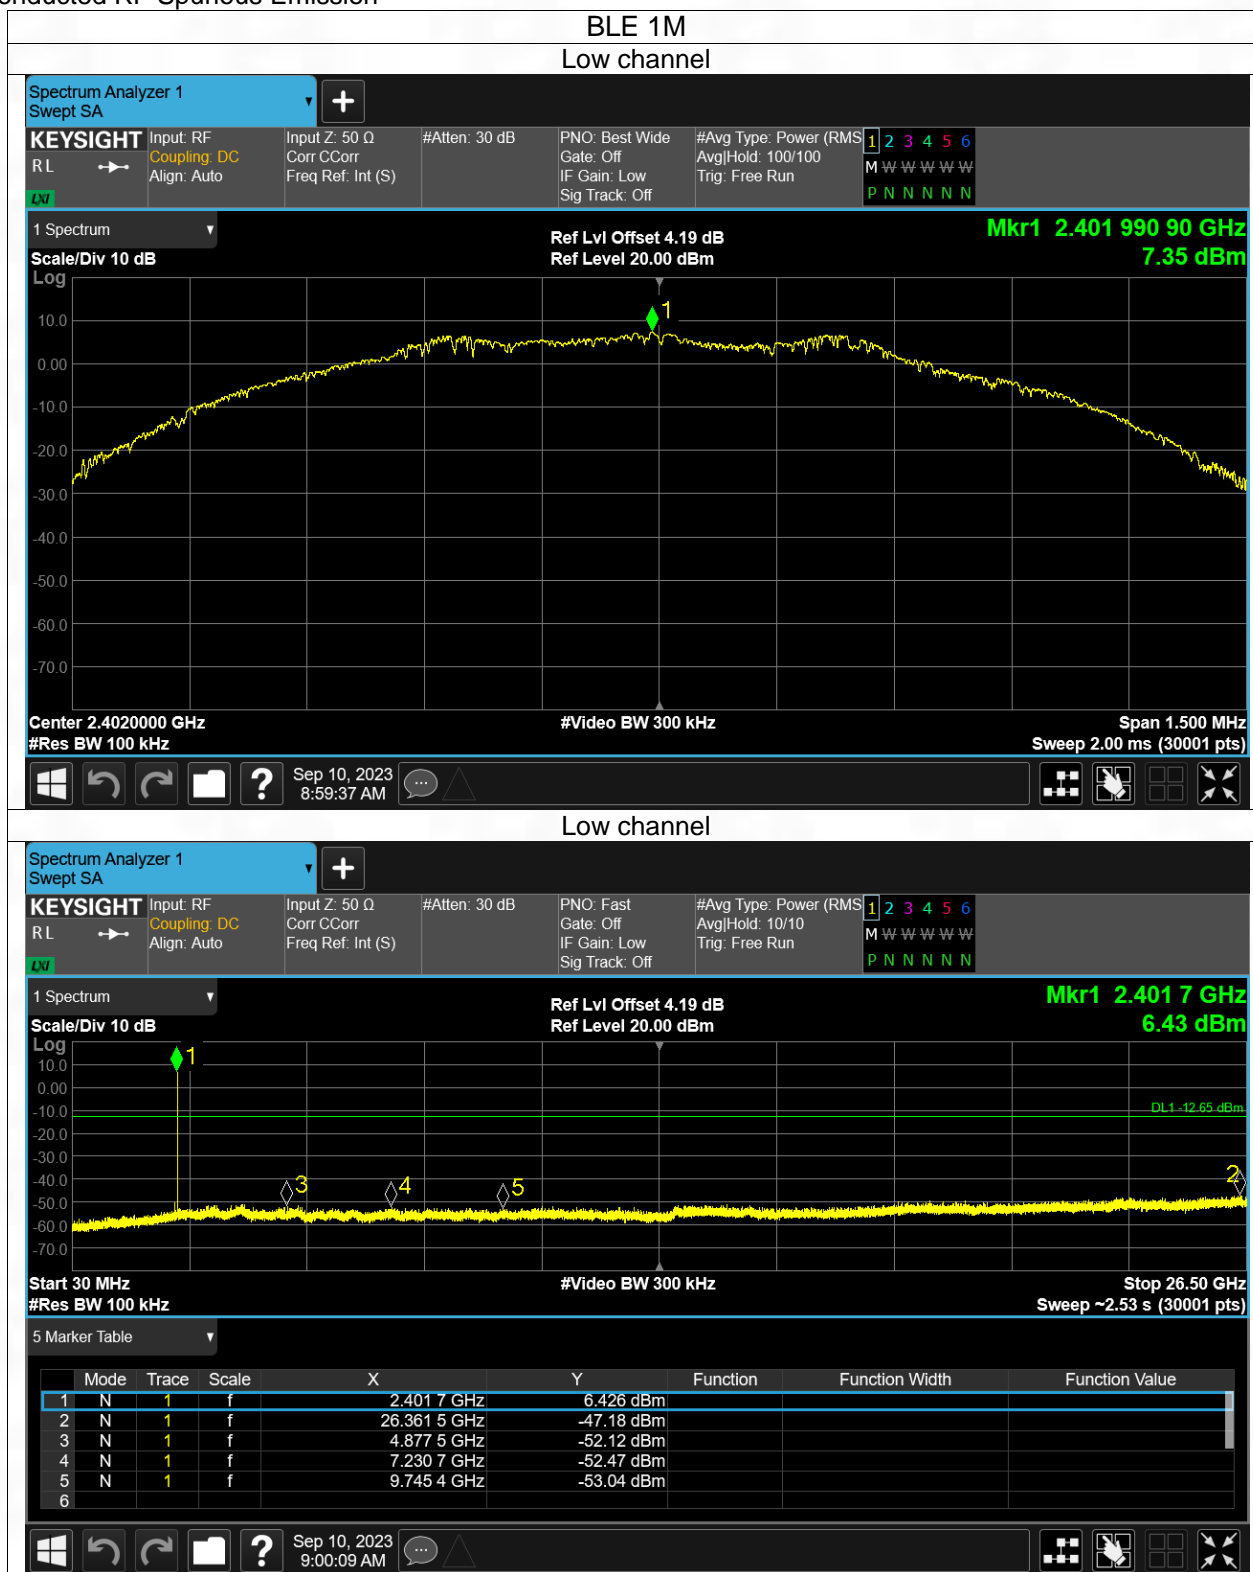 onducted RF Spurious Emission
BLE 1M
Low channel
Spectrum Analyzer 1
Swept SA
KEYSIGHT Input: RF Input Z: 50 Ω #Atten: 30 dB PNO: Best Wide #Avg Type: Power (RMS 1 2 3 4 5 6
RL Coupling: DC Corr CCorr Gate: Off Avg|Hold: 100/100 M W W W W W
Align: Auto Freq Ref: Int (S) IF Gain: Low Trig: Free Run
LXI Sig Track: Off P N N N N N
1 Spectrum Ref Lvl Offset 4.19 dB Mkr1 2.401 990 90 GHz
Scale/Div 10 dB Ref Level 20.00 dBm 7.35 dBm
Log
1
10.0
0.00
-10.0
-20.0
-30.0
-40.0
-50.0
-60.0
-70.0
Center 2.4020000 GHz #Video BW 300 kHz Span 1.500 MHz
#Res BW 100 kHz Sweep 2.00 ms (30001 pts)
? Sep 10, 2023
8:59:37 AM
Low channel
Spectrum Analyzer 1
Swept SA
KEYSIGHT Input: RF Input Z: 50 Ω #Atten: 30 dB PNO: Fast #Avg Type: Power (RMS 1 2 3 4 5 6
RL Coupling: DC Corr CCorr Gate: Off Avg|Hold: 10/10 M W W W W W
Align: Auto Freq Ref: Int (S) IF Gain: Low Trig: Free Run
LXI Sig Track: Off P N N N N N
1 Spectrum Ref Lvl Offset 4.19 dB Mkr1 2.401 7 GHz
Scale/Div 10 dB Ref Level 20.00 dBm 6.43 dBm
Log
1
10.0
0.00
-10.0 DL1 -12.65 dBm
-20.0
-30.0
-40.0 3 4 5 2
-50.0
-60.0
-70.0
Start 30 MHz #Video BW 300 kHz Stop 26.50 GHz
#Res BW 100 kHz Sweep ~2.53 s (30001 pts)
5 Marker Table
Mode Trace Scale X Y Function Function Width Function Value
1 N 1 f 2.401 7 GHz 6.426 dBm
2 N 1 f 26.361 5 GHz -47.18 dBm
3 N 1 f 4.877 5 GHz -52.12 dBm
4 N 1 f 7.230 7 GHz -52.47 dBm
5 N 1 f 9.745 4 GHz -53.04 dBm
6
? Sep 10, 2023
9:00:09 AM